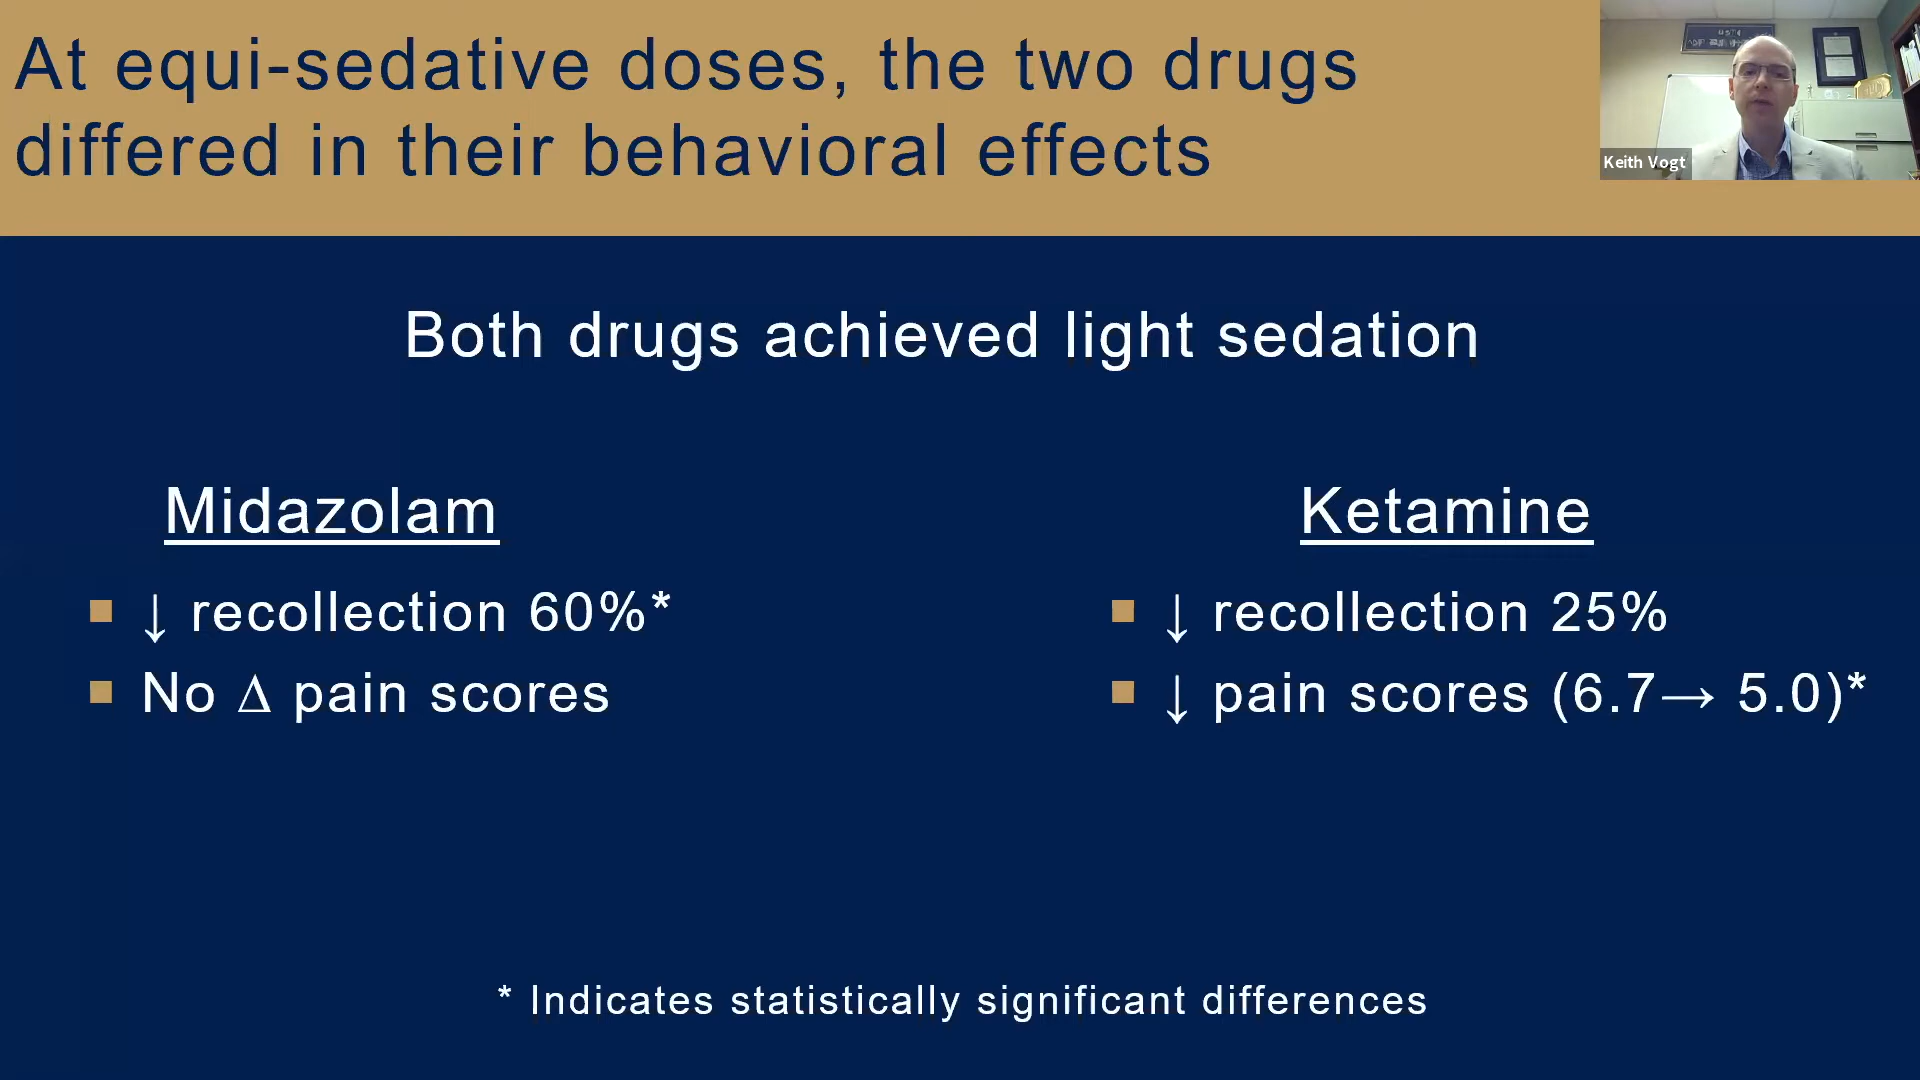 At equi-sedative doses, the two drugs
differed in their behavioral effects
Keith Vogt
Both drugs achieved light sedation
Midazolam
↓ recollection 60%*
No Δ pain scores
Ketamine
↓ recollection 25%
↓ pain scores (6.7→ 5.0)*
* Indicates statistically significant differences